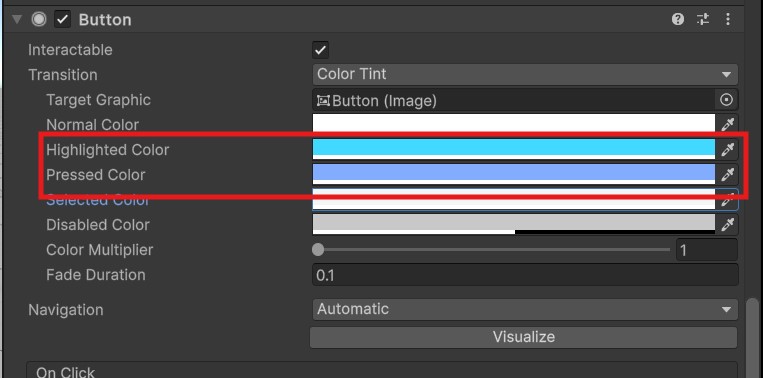 Button
Interactable
Transition Color Tint
Target Graphic Button (Image)
Normal Color
Highlighted Color
Pressed Color
Selected Color
Disabled Color
Color Multiplier 1
Fade Duration 0.1
Navigation Automatic
Visualize
On Click